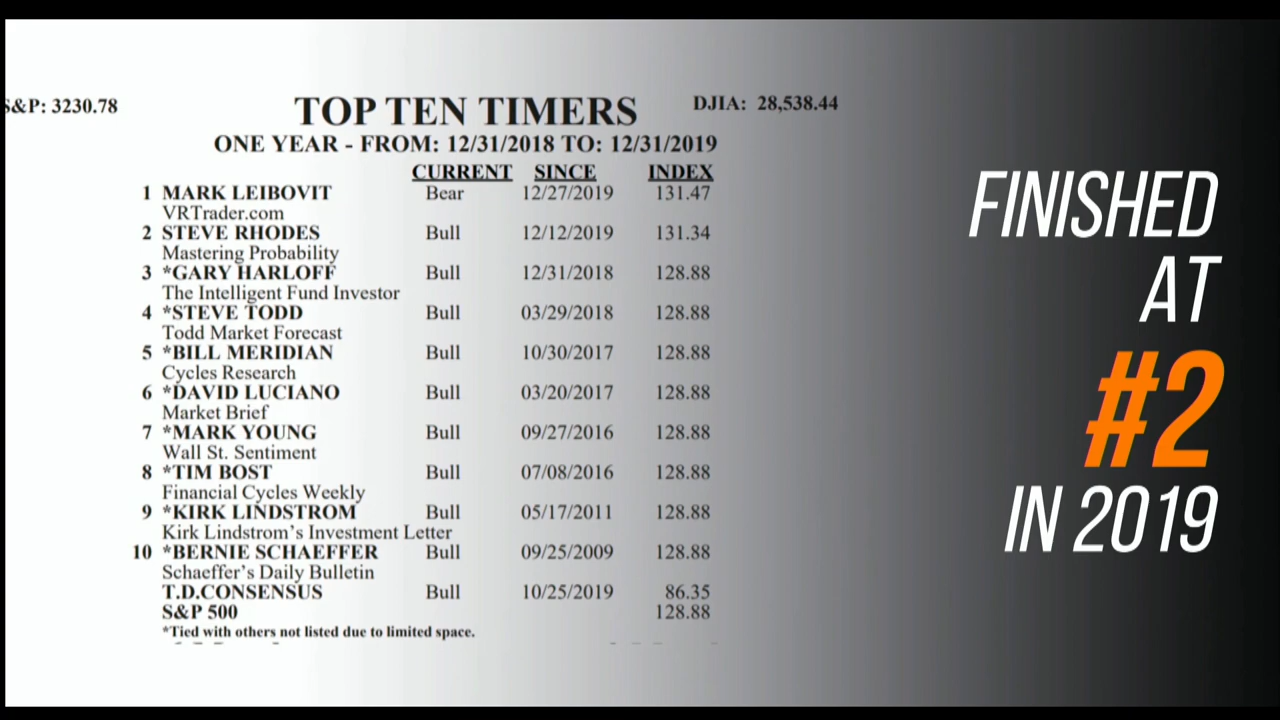 S&P: 3230.78
TOP TEN TIMERS
DJIA: 28,538.44
ONE YEAR - FROM: 12/31/2018 TO: 12/31/2019
CURRENT SINCE INDEX
1 MARK LEIBOVIT Bear 12/27/2019 131.47
VRTrader.com
2 STEVE RHODES Bull 12/12/2019 131.34
Mastering Probability
3 *GARY HARLOFF Bull 12/31/2018 128.88
The Intelligent Fund Investor
4 *STEVE TODD Bull 03/29/2018 128.88
Todd Market Forecast
5 *BILL MERIDIAN Bull 10/30/2017 128.88
Cycles Research
6 *DAVID LUCIANO Bull 03/20/2017 128.88
Market Brief
7 *MARK YOUNG Bull 09/27/2016 128.88
Wall St. Sentiment
8 *TIM BOST Bull 07/08/2016 128.88
Financial Cycles Weekly
9 *KIRK LINDSTROM Bull 05/17/2011 128.88
Kirk Lindstrom's Investment Letter
10 *BERNIE SCHAEFFER Bull 09/25/2009 128.88
Schaeffer's Daily Bulletin
T.D.CONSENSUS Bull 10/25/2019 86.35
S&P 500 128.88
*Tied with others not listed due to limited space.
FINISHED
AT
#2
IN 2019